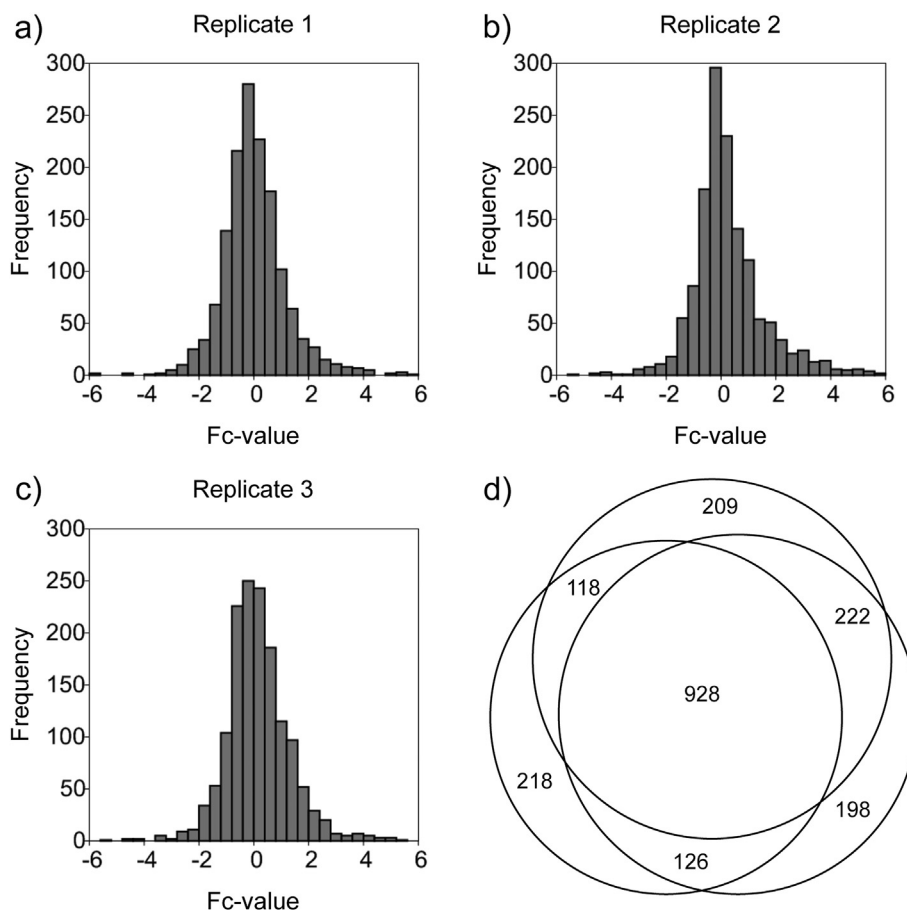 a)
Replicate 1
300
250
200
150
100
50
0
Frequency
-6 -4 -2 0 2 4 6
Fc-value
b)
Replicate 2
300
250
200
150
100
50
0
Frequency
-6 -4 -2 0 2 4 6
Fc-value
c)
Replicate 3
300
250
200
150
100
50
0
Frequency
-6 -4 -2 0 2 4 6
Fc-value
d)
209
118
222
928
218
198
126